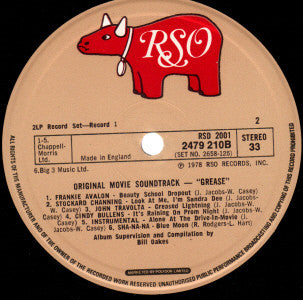 RSO
2LP Record Set—Record 1
2
1-5.
Chappell-
Morris
Ltd.
Made in England
RSD 2001
2479 210B
(SET NO. 2658-125)
STEREO
33
6.Big 3 Music Ltd.
℗ 1978 RSO RECORDS, INC.
ORIGINAL MOVIE SOUNDTRACK — "GREASE"
1. FRANKIE AVALON - Beauty School Dropout (J. Jacobs-W. Casey)
2. STOCKARD CHANNING - Look At Me, I'm Sandra Dee (J. Jacobs-
W. Casey) 3. JOHN TRAVOLTA - Greased Lightning (J. Jacobs-W.
Casey) 4. CINDY BULLENS - It's Raining On Prom Night (J. Jacobs-
W. Casey) 5. INSTRUMENTAL - Alone At The Drive-In Movie (J. Jacobs-
W. Casey) 6. SHA-NA-NA - Blue Moon (R. Rodgers-L. Hart)
Album Supervision and Compilation by
Bill Oakes
MARKETED BY POLYDOR LIMITED
ALL RIGHTS OF THE MANUFACTURER AND OF THE OWNER OF THE RECORDED WORK RESERVED UNAUTHORISED PUBLIC PERFORMANCE BROADCASTING AND COPYING OF THIS RECORD PROHIBITED